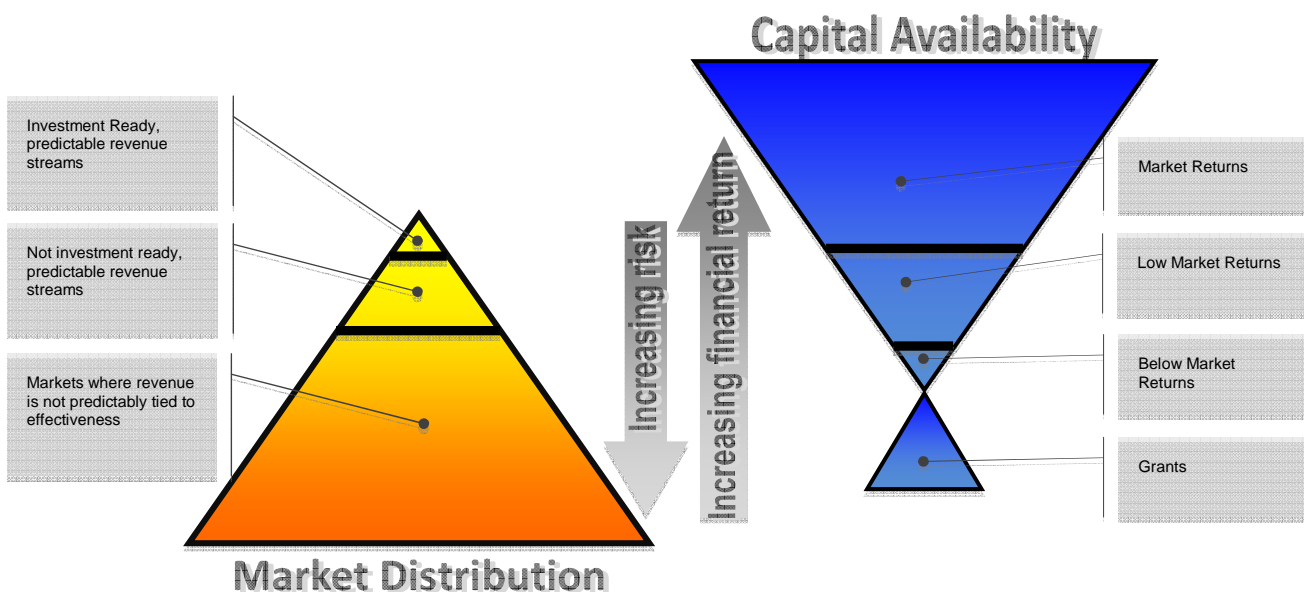 Capital Availability
Investment Ready,
predictable revenue
streams
Not investment ready,
predictable revenue
streams
Markets where revenue
is not predictably tied to
effectiveness
Increasing risk
Increasing financial return
Market Returns
Low Market Returns
Below Market
Returns
Grants
Market Distribution